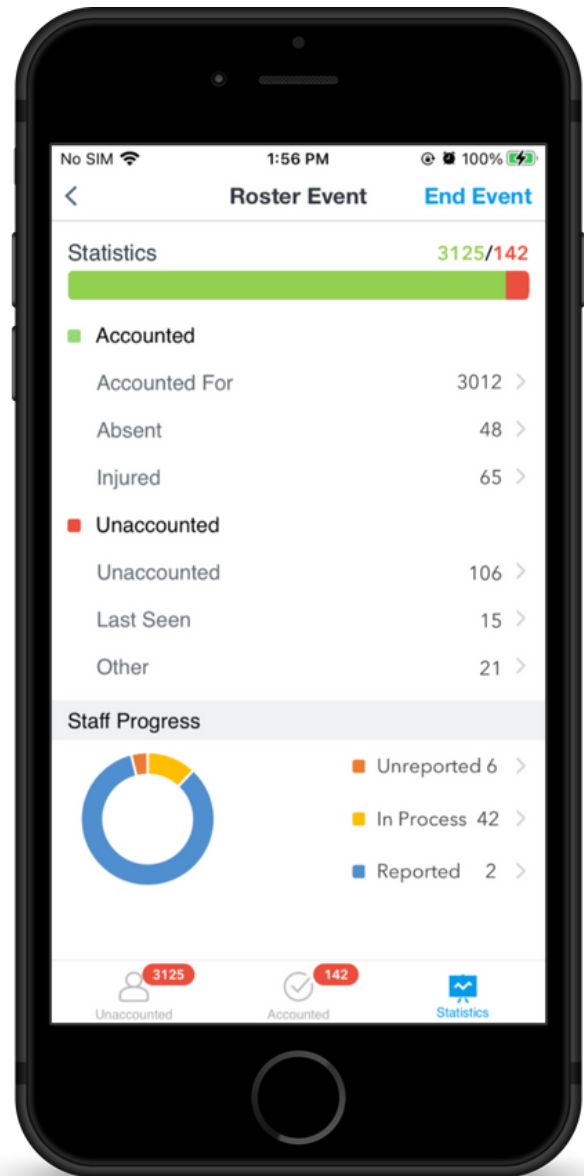 No SIM 1:56 PM 100%
Roster Event End Event
Statistics 3125/142
Accounted
Accounted For 3012
Absent 48
Injured 65
Unaccounted
Unaccounted 106
Last Seen 15
Other 21
Staff Progress
Unreported 6
In Process 42
Reported 2
3125 142
Unaccounted Accounted Statistics